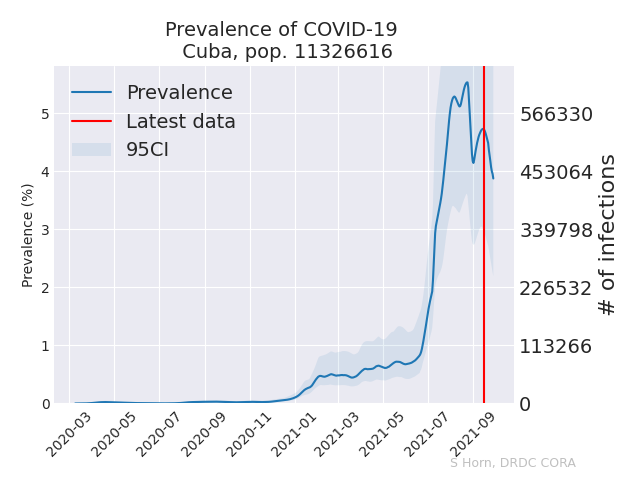 Prevalence of COVID-19
Cuba, pop. 11326616
Prevalence
Latest data
95CI
Prevalence (%)
5
4
3
2
1
0
566330
453064
339798
226532
113266
0
# of infections
2020-03
2020-05
2020-07
2020-09
2020-11
2021-01
2021-03
2021-05
2021-07
2021-09
S Horn, DRDC CORA